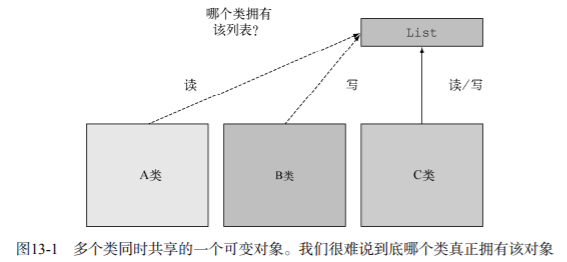 哪个类拥有
该列表?
List
读
写
读/写
A类
B类
C类
图13-1 多个类同时共享的一个可变对象。我们很难说到底哪个类真正拥有该对象